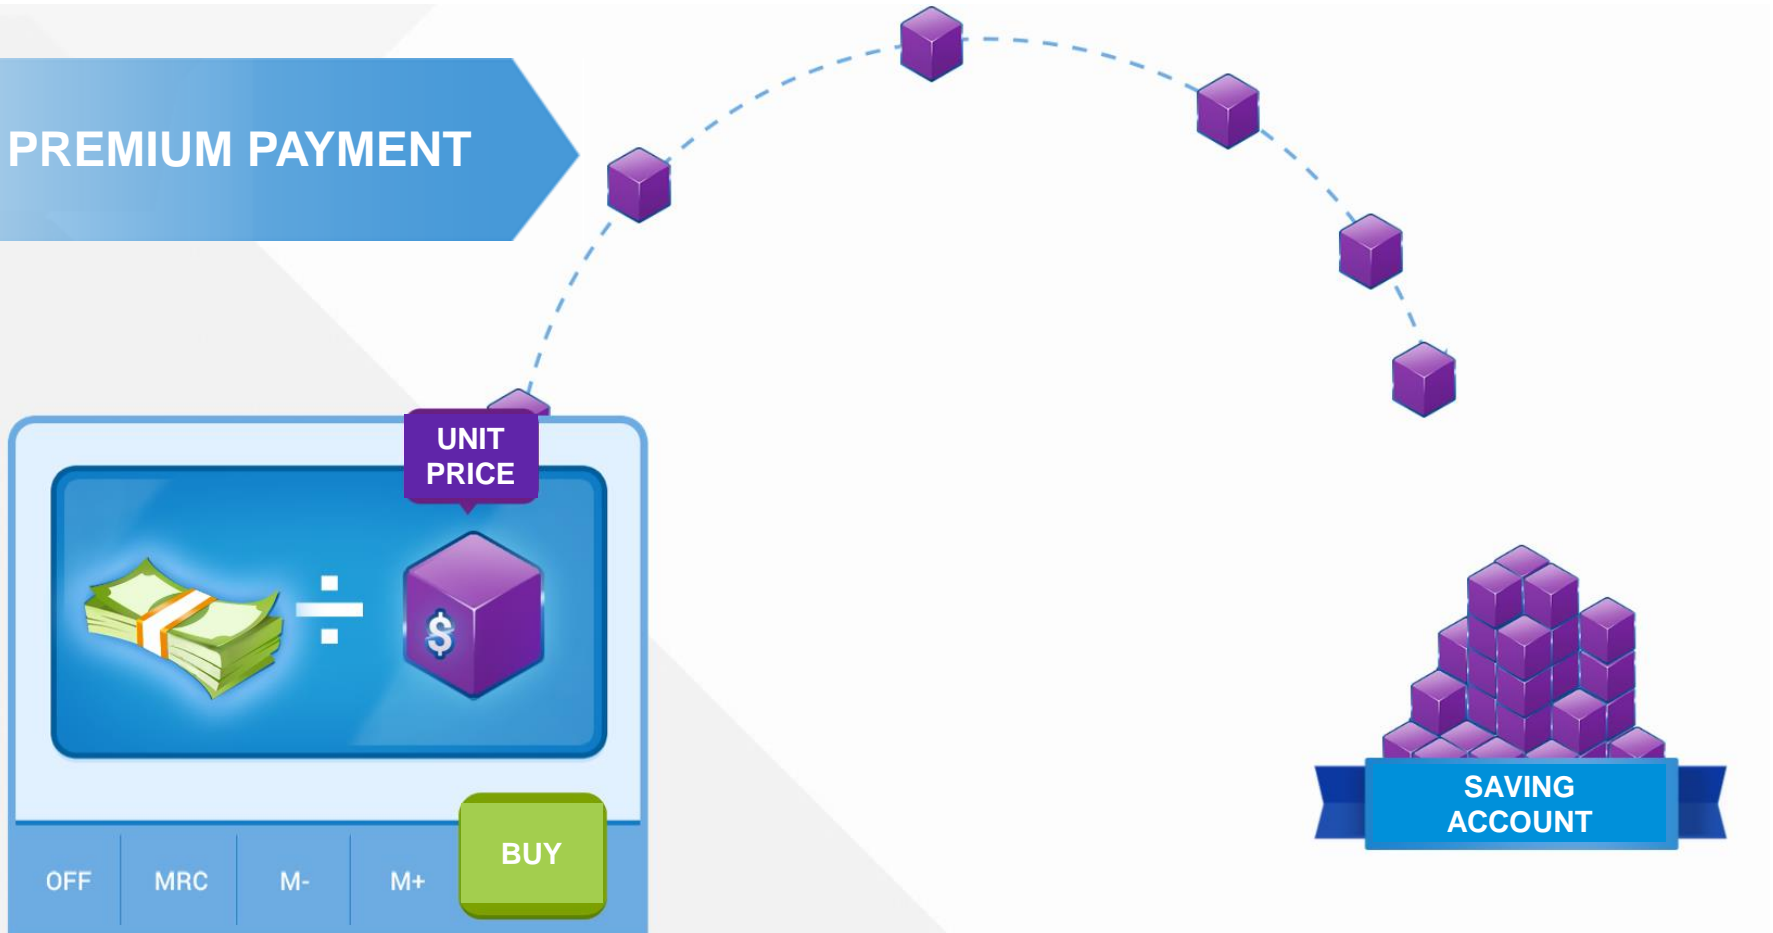 PREMIUM PAYMENT
UNIT
PRICE
$
BUY
OFF
MRC
M-
M+
SAVING
ACCOUNT